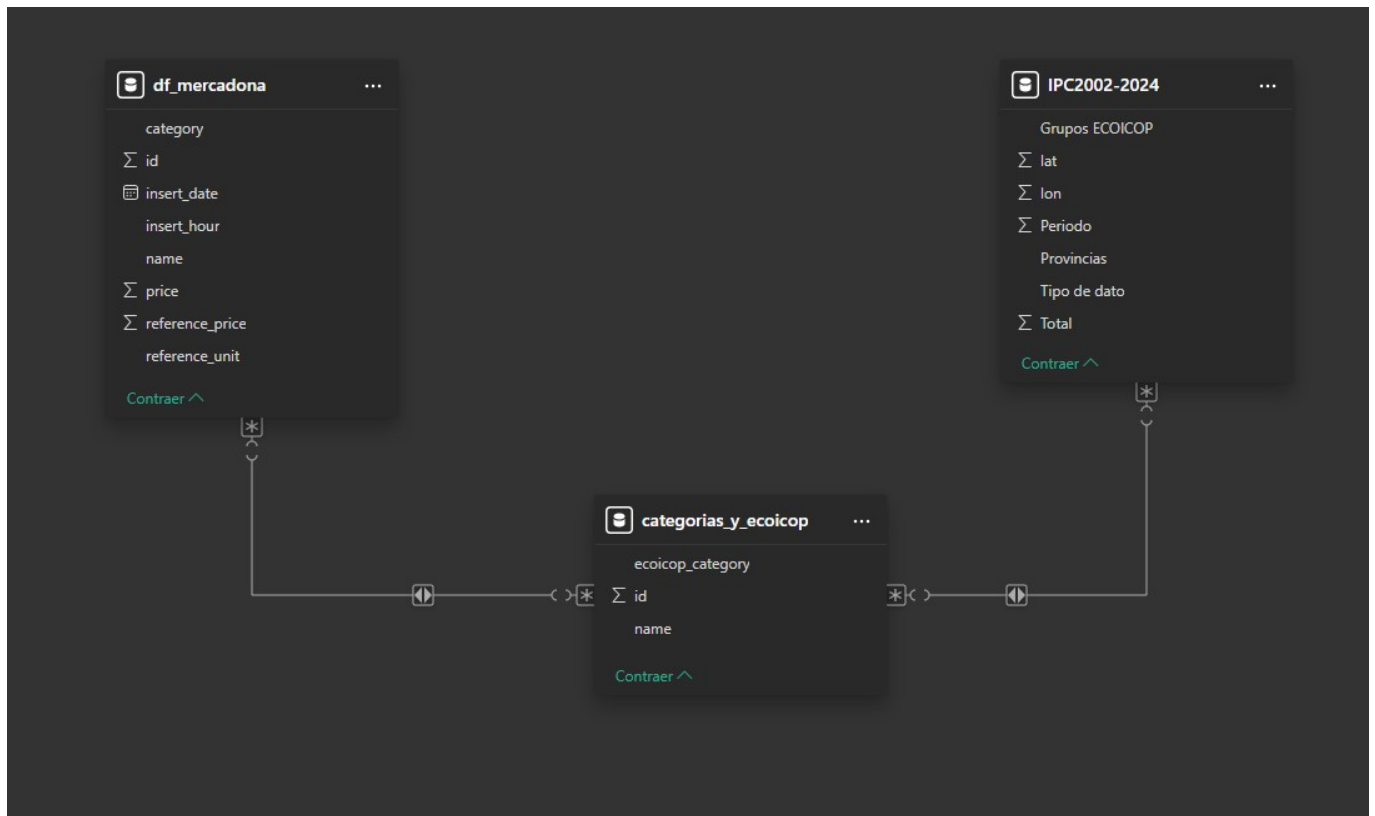 df_mercadona ...
category
Σ id
insert_date
insert_hour
name
Σ price
Σ reference_price
reference_unit
Contraer
IPC2002-2024 ...
Grupos ECOICOP
Σ lat
Σ lon
Σ Periodo
Provincias
Tipo de dato
Σ Total
Contraer
*
*
categorias_y_ecoicop ...
ecoicop_category
* Σ id *
name
Contraer